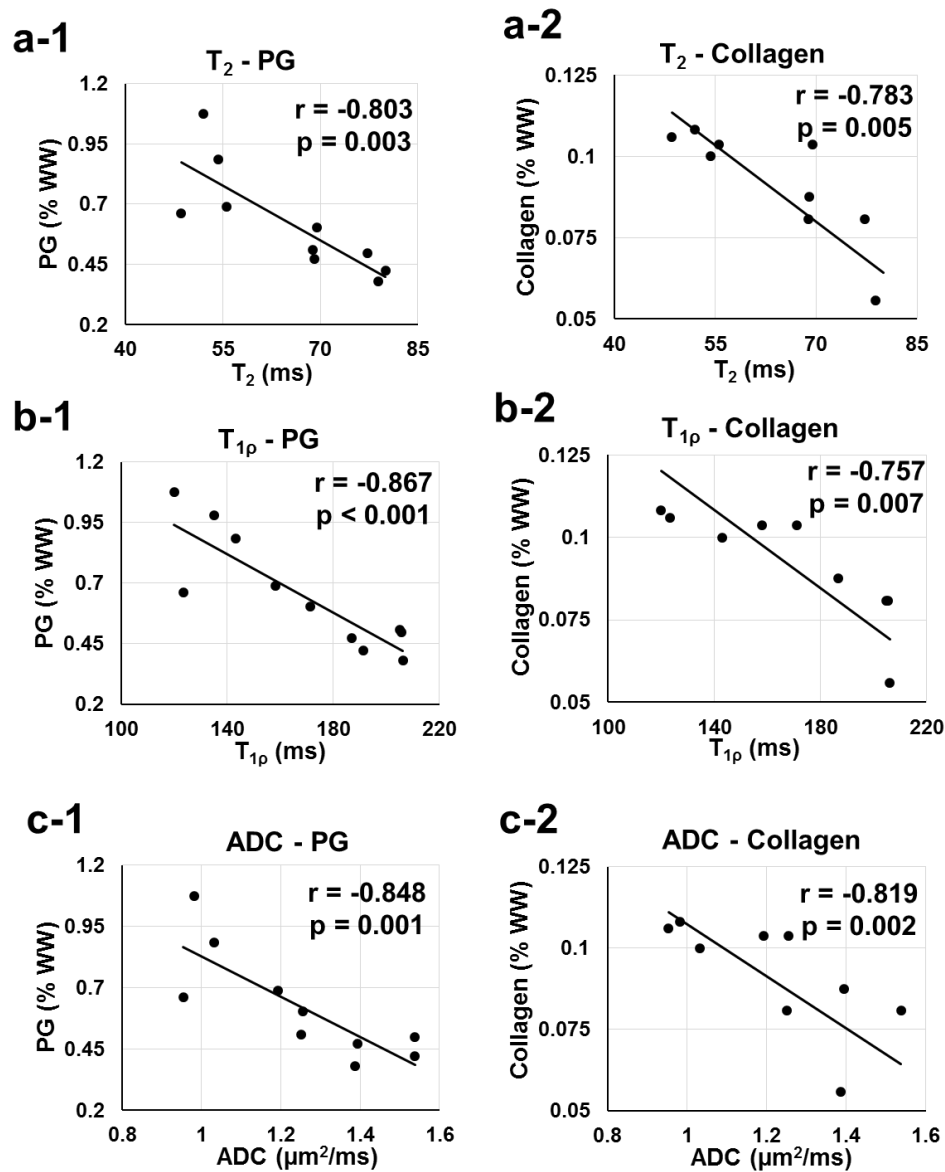 a-1
T₂ - PG
r = -0.803
p = 0.003
PG (% WW)
1.2
0.95
0.7
0.45
0.2
40
55
70
85
T₂ (ms)
a-2
T₂ - Collagen
r = -0.783
p = 0.005
Collagen (% WW)
0.125
0.1
0.075
0.05
40
55
70
85
T₂ (ms)
b-1
T₁ρ - PG
r = -0.867
p < 0.001
PG (% WW)
1.2
0.95
0.7
0.45
0.2
100
140
180
220
T₁ρ (ms)
b-2
T₁ρ - Collagen
r = -0.757
p = 0.007
Collagen (% WW)
0.125
0.1
0.075
0.05
100
140
180
220
T₁ρ (ms)
c-1
ADC - PG
r = -0.848
p = 0.001
PG (% WW)
1.2
0.95
0.7
0.45
0.2
0.8
1
1.2
1.4
1.6
ADC (µm²/ms)
c-2
ADC - Collagen
r = -0.819
p = 0.002
Collagen (% WW)
0.125
0.1
0.075
0.05
0.8
1
1.2
1.4
1.6
ADC (µm²/ms)